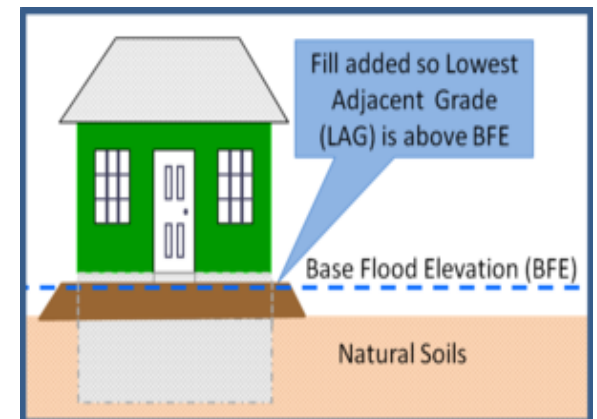 Fill added so Lowest
Adjacent Grade
(LAG) is above BFE
Base Flood Elevation (BFE)
Natural Soils